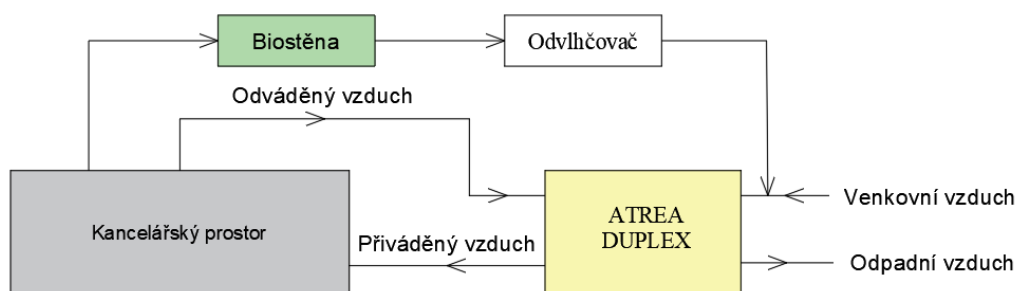 Biostěna
Odvlhčovač
Odváděný vzduch
Kancelářský prostor
ATREA
DUPLEX
Venkovní vzduch
Přiváděný vzduch
Odpadní vzduch